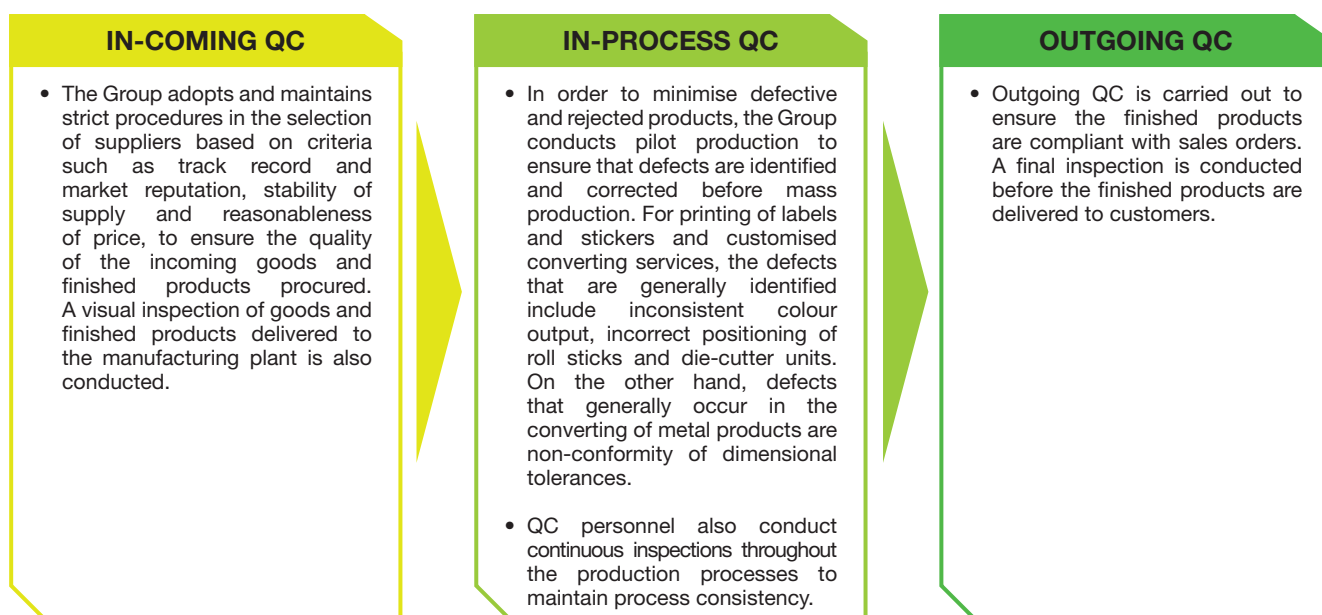 IN-COMING QC
• The Group adopts and maintains
strict procedures in the selection
of suppliers based on criteria
such as track record and
market reputation, stability of
supply and reasonableness
of price, to ensure the quality
of the incoming goods and
finished products procured.
A visual inspection of goods and
finished products delivered to
the manufacturing plant is also
conducted.
IN-PROCESS QC
• In order to minimise defective
and rejected products, the Group
conducts pilot production to
ensure that defects are identified
and corrected before mass
production. For printing of labels
and stickers and customised
converting services, the defects
that are generally identified
include inconsistent colour
output, incorrect positioning of
roll sticks and die-cutter units.
On the other hand, defects
that generally occur in the
converting of metal products are
non-conformity of dimensional
tolerances.
• QC personnel also conduct
continuous inspections throughout
the production processes to
maintain process consistency.
OUTGOING QC
• Outgoing QC is carried out to
ensure the finished products
are compliant with sales orders.
A final inspection is conducted
before the finished products are
delivered to customers.